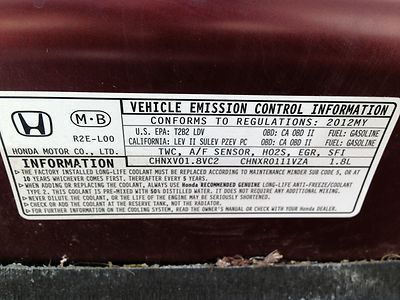 M·B
R2E-L00
HONDA MOTOR CO., LTD.
VEHICLE EMISSION CONTROL INFORMATION
CONFORMS TO REGULATIONS: 2012MY
U.S. EPA: T2B2 LDV OBD: CA OBD II FUEL: GASOLINE
CALIFORNIA: LEV II SULEV PZEV PC OBD: CA OBD II FUEL: GASOLINE
TWC, A/F SENSOR, HO2S, EGR, SFI
INFORMATION CHNXV01.8VC2 CHNXR0111VZA 1.8L
➤THE FACTORY INSTALLED LONG-LIFE COOLANT MUST BE REPLACED ACCORDING TO MAINTENANCE MINDER SUB CODE 5, OR AT
10 YEARS WHICHEVER COMES FIRST. THEREAFTER EVERY 5 YEARS.
➤WHEN ADDING OR REPLACING THE COOLANT, ALWAYS USE Honda RECOMMENDED GENUINE LONG-LIFE ANTI-FREEZE/COOLANT
TYPE 2. THIS COOLANT IS PRE-MIXED WITH 50% DISTILLED WATER. IT DOES NOT REQUIRE ANY ADDITIONAL MIXING.
➤NEVER DILUTE THE COOLANT, OR THE LIFE OF THE ENGINE MAY BE SERIOUSLY SHORTENED.
➤CHECK OR ADD COOLANT AT THE RESERVE TANK, NOT THE RADIATOR.
➤FOR FURTHER INFORMATION ON THE COOLING SYSTEM, PLEASE SEE THE OWNER'S MANUAL OR ASK YOUR Honda DEALER.